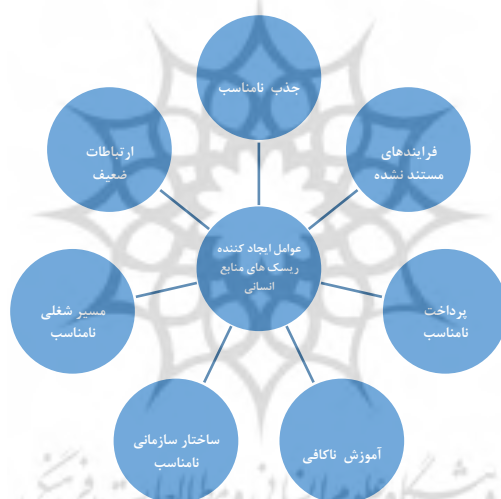 جذب نامناسب
فرایندهای
مستند نشده
پرداخت
نامناسب
آموزش ناکافی
ساختار سازمانی
نامناسب
مسیر شغلی
نامناسب
ارتباطات
ضعیف
عوامل ایجاد کننده
ریسک های منابع
انسانی